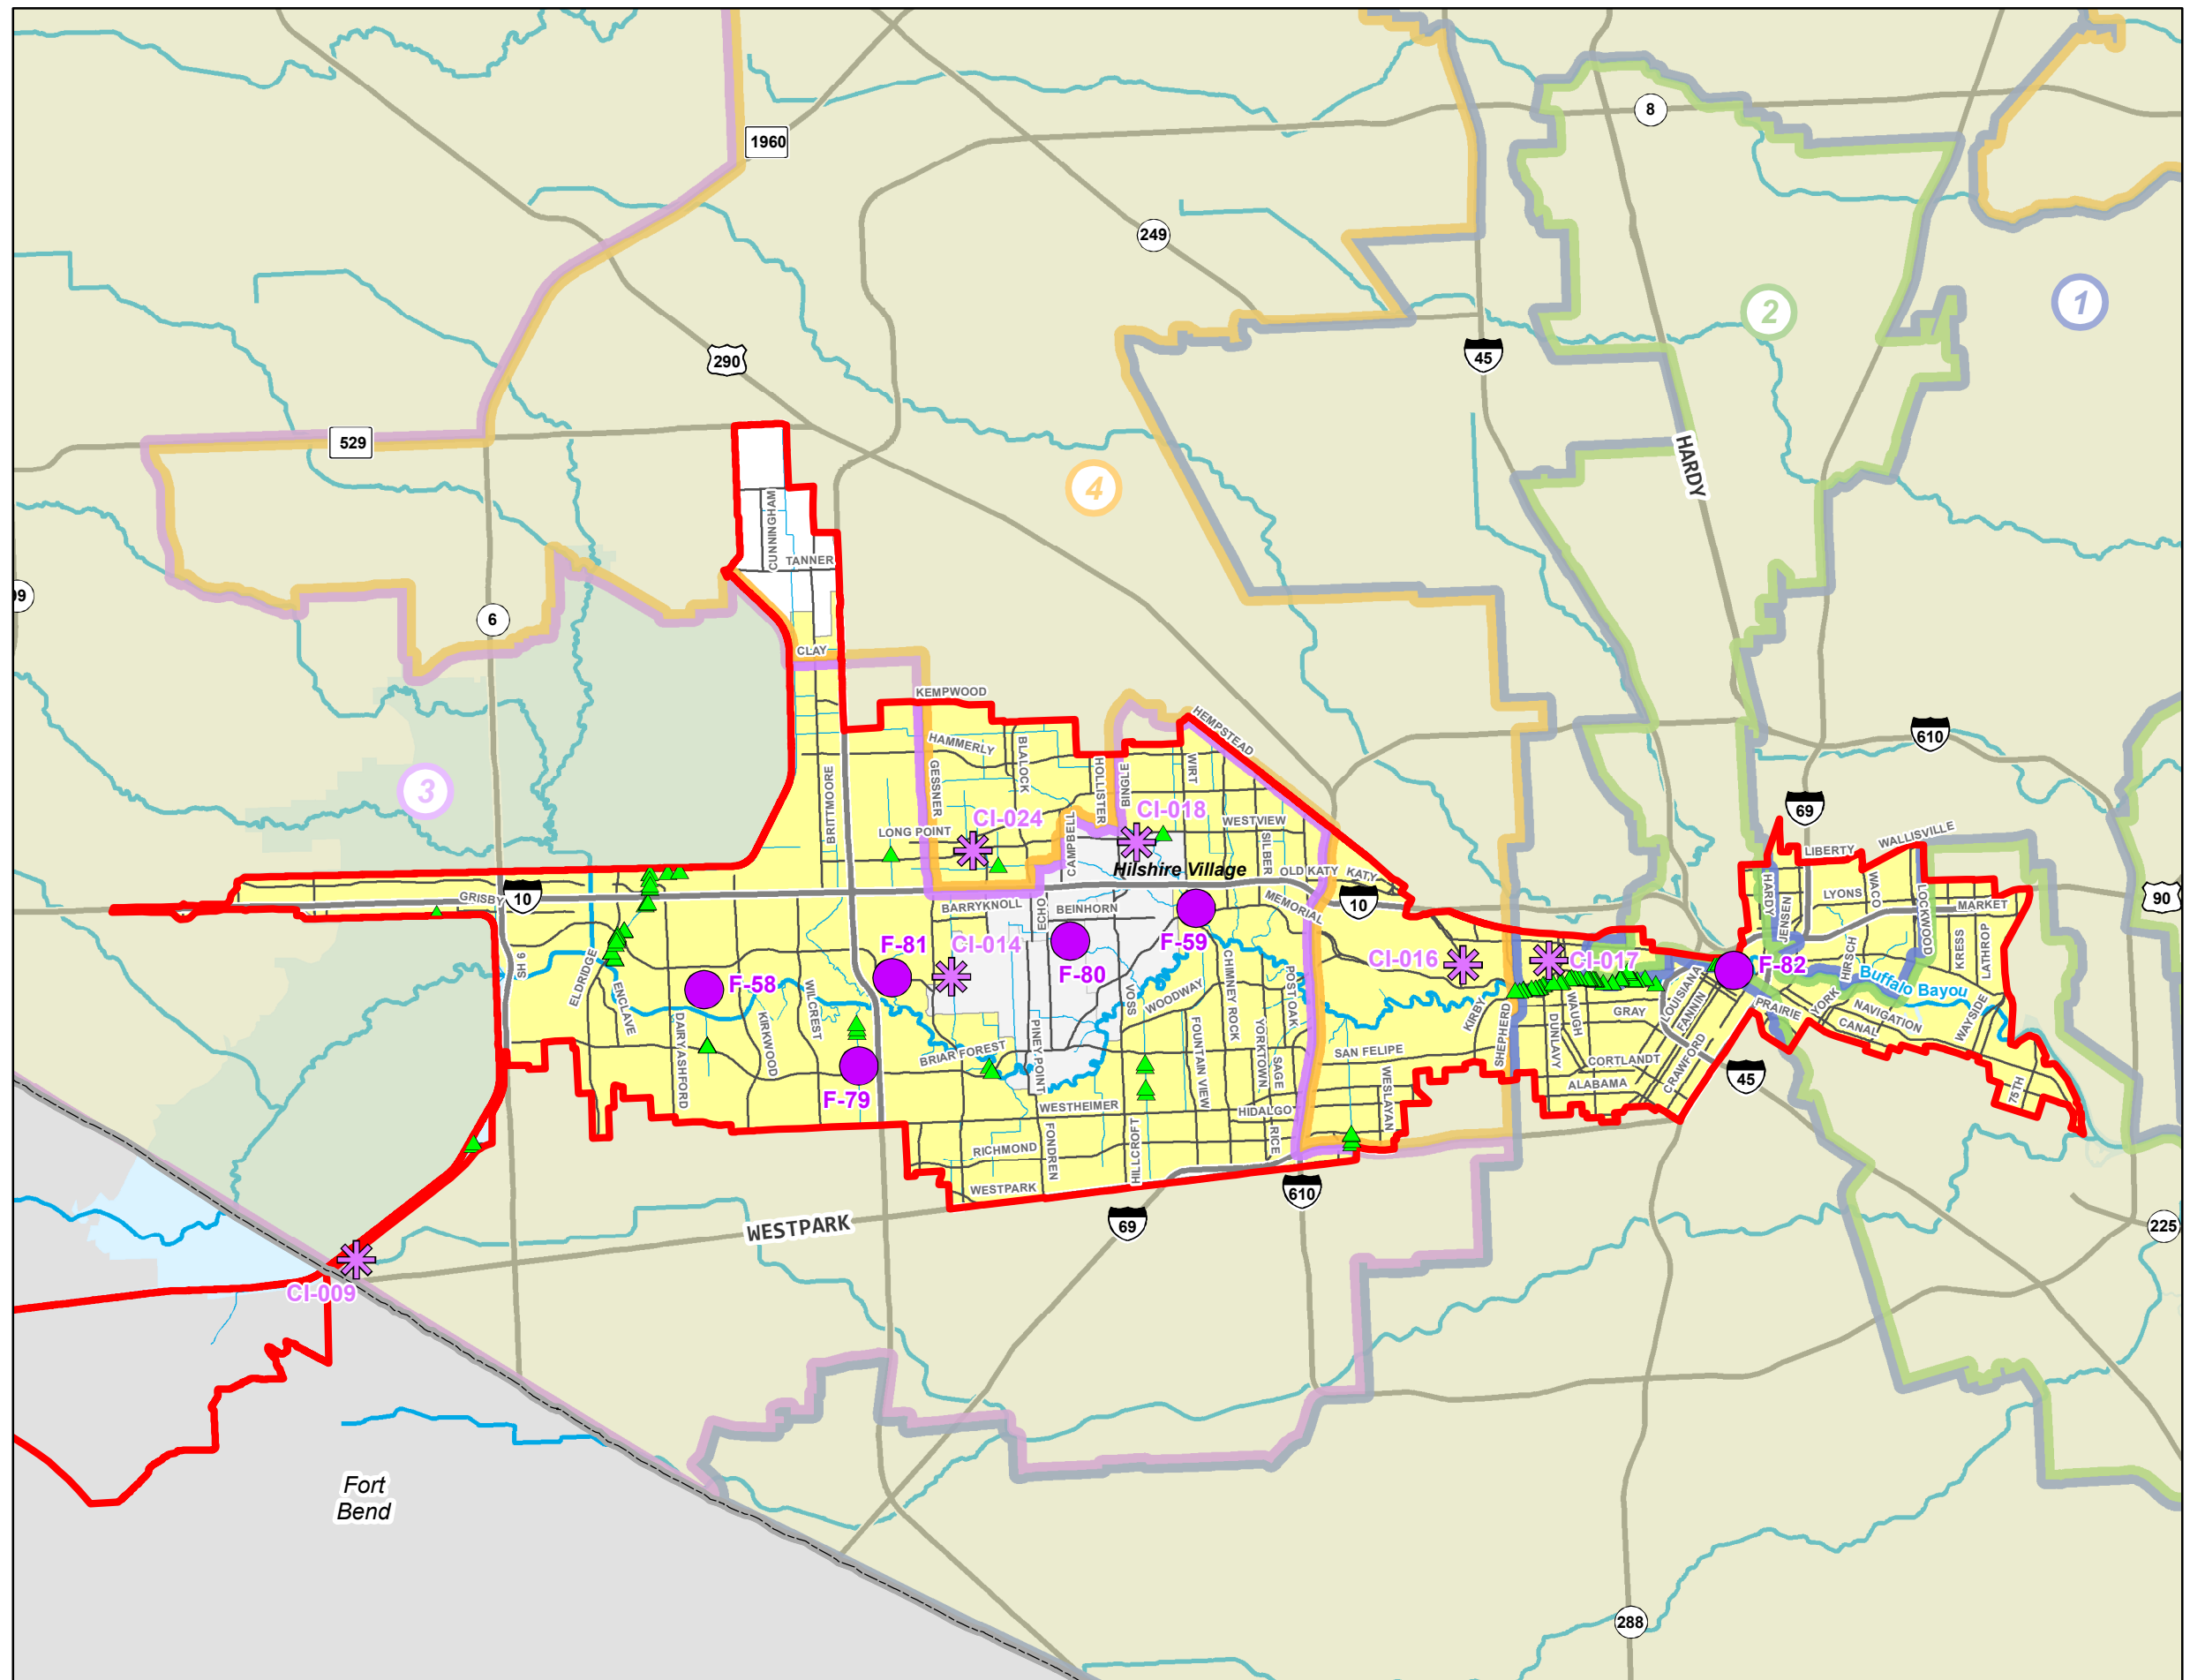 8
1960
249
1
2
290
45
529
4
HARDY
CUNNINGHAM
TANNER
99
6
CLAY
KEMPWOOD
HEMPSTEAD
HAMMERLY
BLALOCK
610
3
BRITTMOORE
GESSNER
HOLLISTER
BINGLE
WIRT
69
CI-024
CI-018
LONG POINT
CAMPBELL
WESTVIEW
SILBER
WALLISVILLE
LIBERTY
Hilshire Village
OLD KATY
KATY
GRISBY
10
BARRYKNOLL
ECHO
BEINHORN
MEMORIAL
10
HARDY
JENSEN
LYONS
WACO
LOCKWOOD
MARKET
90
F-81
CI-014
F-80
F-59
CI-016
CI-017
F-82
HIRSCH
KRESS
LATHROP
SH 6
ELDRIDGE
ENCLAVE
F-58
WILCREST
KIRKWOOD
DAIRY ASHFORD
VOSS
WOODWAY
CHIMNEY ROCK
POST OAK
KIRBY
SHEPHERD
DUNLAVY
WAUGH
GRAY
LOUISIANA
FANNIN
PRAIRIE
YORK
Buffalo Bayou
NAVIGATION
CANAL
WAYSIDE
BRIAR FOREST
PINEY POINT
FOUNTAIN VIEW
YORKTOWN
SAGE
SAN FELIPE
WESLAYAN
CORTLANDT
CRAWFORD
ALABAMA
45
75TH
F-79
WESTHEIMER
HIDALGO
RICHMOND
FONDREN
HILLCROFT
RICE
WESTPARK
610
WESTPARK
69
225
CI-009
Fort
Bend
288